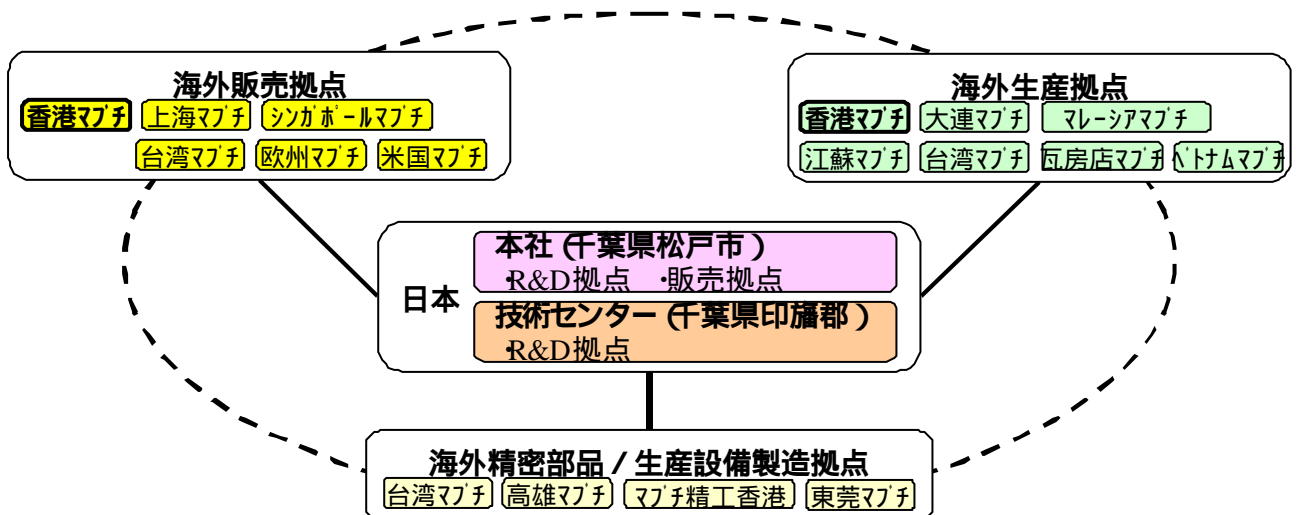 海外販売拠点
香港ﾏﾌﾞﾁ 上海ﾏﾌﾞﾁ ｼﾝｶﾞﾎﾟｰﾙﾏﾌﾞﾁ
台湾ﾏﾌﾞﾁ 欧州ﾏﾌﾞﾁ 米国ﾏﾌﾞﾁ
海外生産拠点
香港ﾏﾌﾞﾁ 大連ﾏﾌﾞﾁ ﾏﾚｰｼｱﾏﾌﾞﾁ
江蘇ﾏﾌﾞﾁ 台湾ﾏﾌﾞﾁ 瓦房店ﾏﾌﾞﾁ ﾍﾞﾄﾅﾑﾏﾌﾞﾁ
日本
本社(千葉県松戸市)
・R&D拠点 ・販売拠点
技術センター(千葉県印旛郡)
・R&D拠点
海外精密部品/生産設備製造拠点
台湾ﾏﾌﾞﾁ 高雄ﾏﾌﾞﾁ ﾏﾌﾞﾁ精工香港 東莞ﾏﾌﾞﾁ